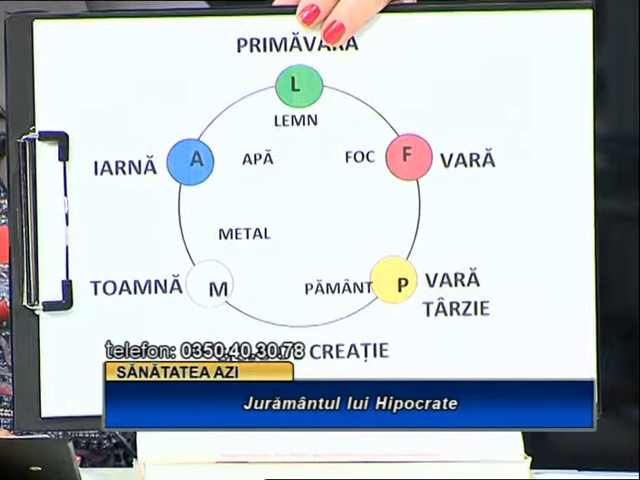 PRIMĂVARA
L
LEMN
IARNĂ
A
APĂ
FOC
F
VARĂ
METAL
TOAMNĂ
M
PĂMÂNT
P
VARĂ
TÂRZIE
telefon: 0350.40.30.78
CREAȚIE
SĂNĂTATEA AZI
Jurământul lui Hipocrate